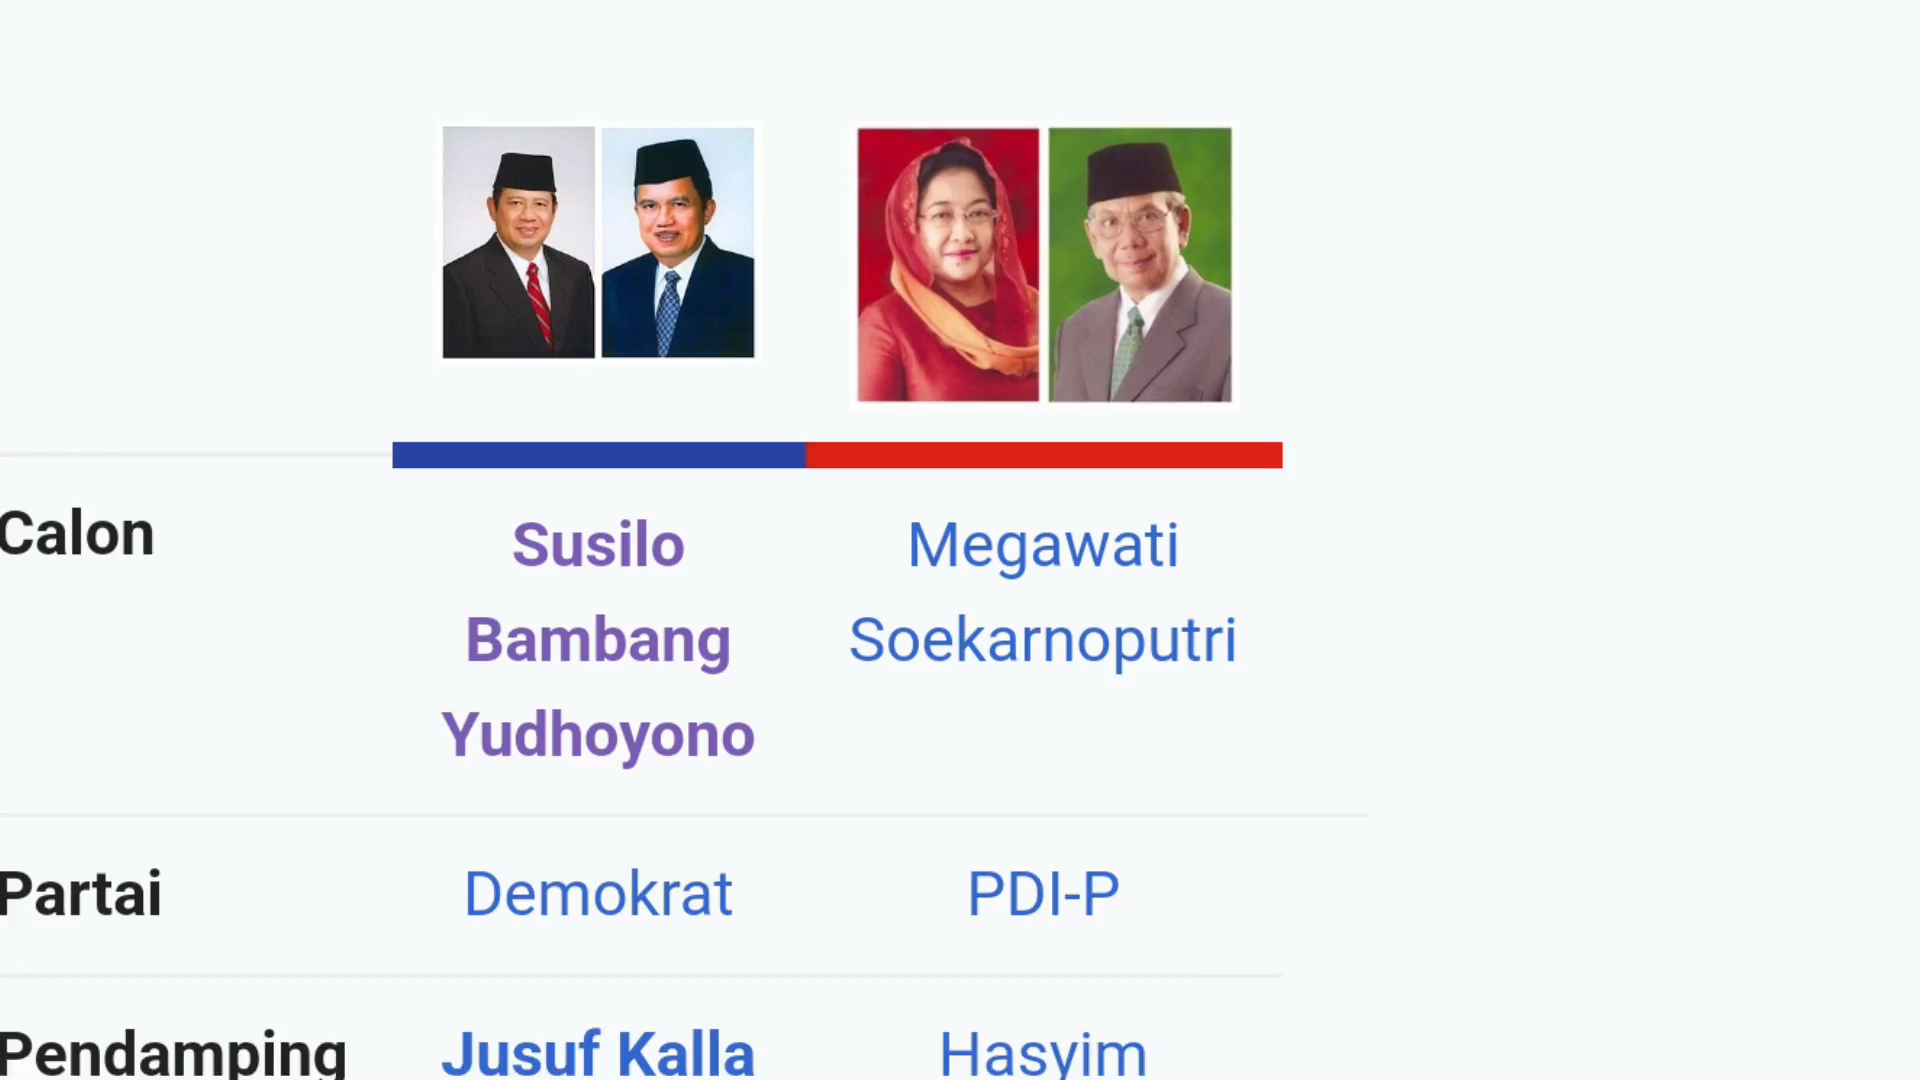 Calon
Susilo
Bambang
Yudhoyono
Megawati
Soekarnoputri
Partai
Demokrat
PDI-P
Pendamping
Jusuf Kalla
Hasyim